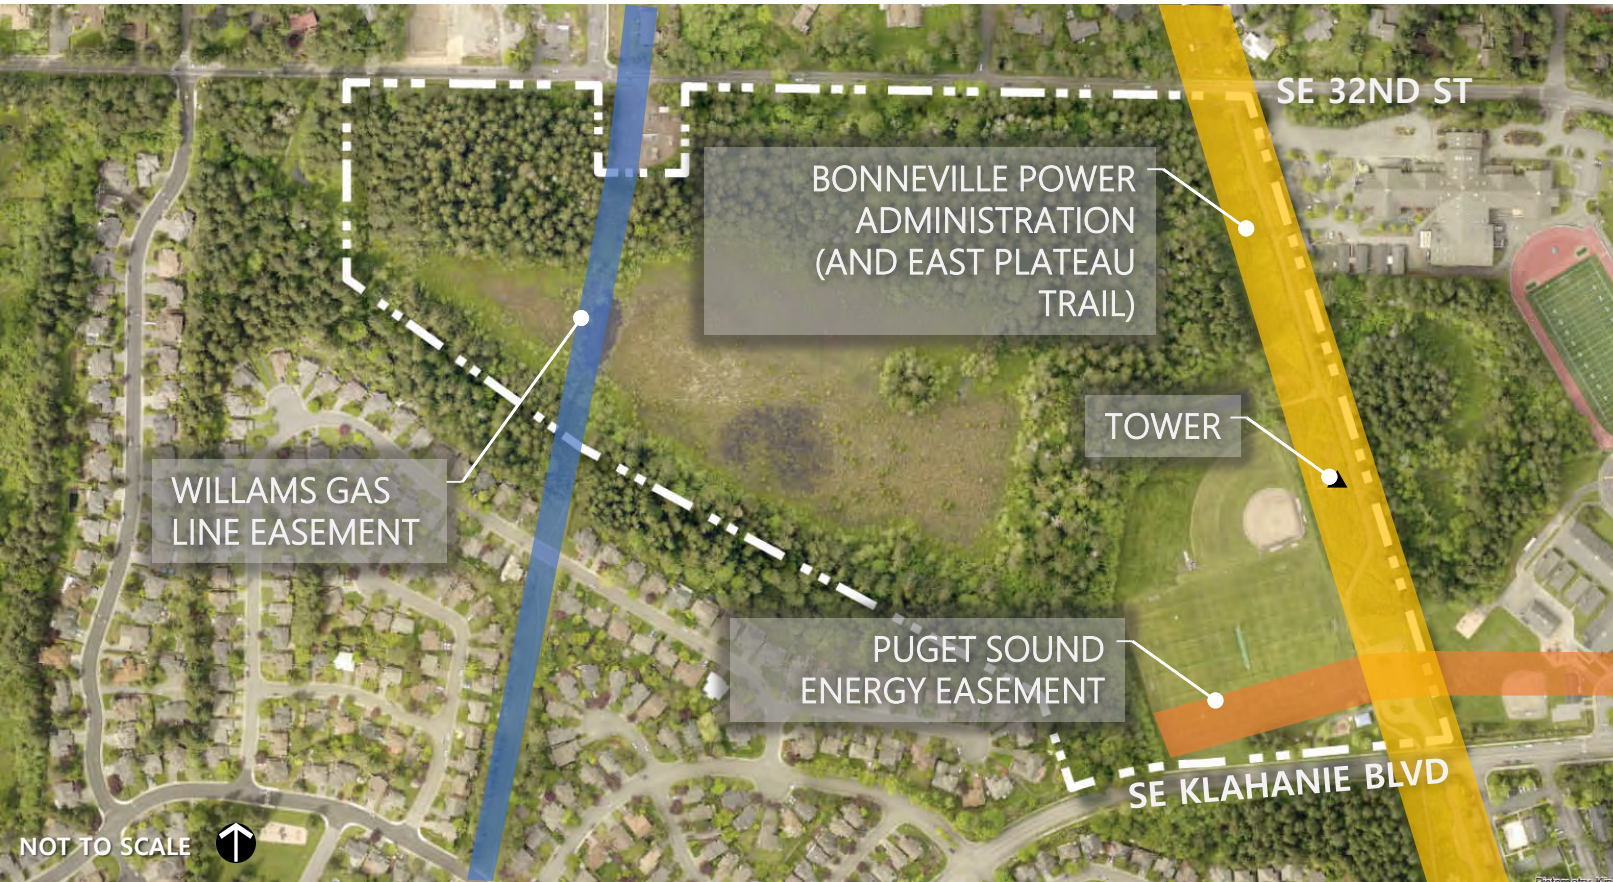 SE 32ND ST
BONNEVILLE POWER
ADMINISTRATION
(AND EAST PLATEAU
TRAIL)
TOWER
WILLAMS GAS
LINE EASEMENT
PUGET SOUND
ENERGY EASEMENT
SE KLAHANIE BLVD
NOT TO SCALE